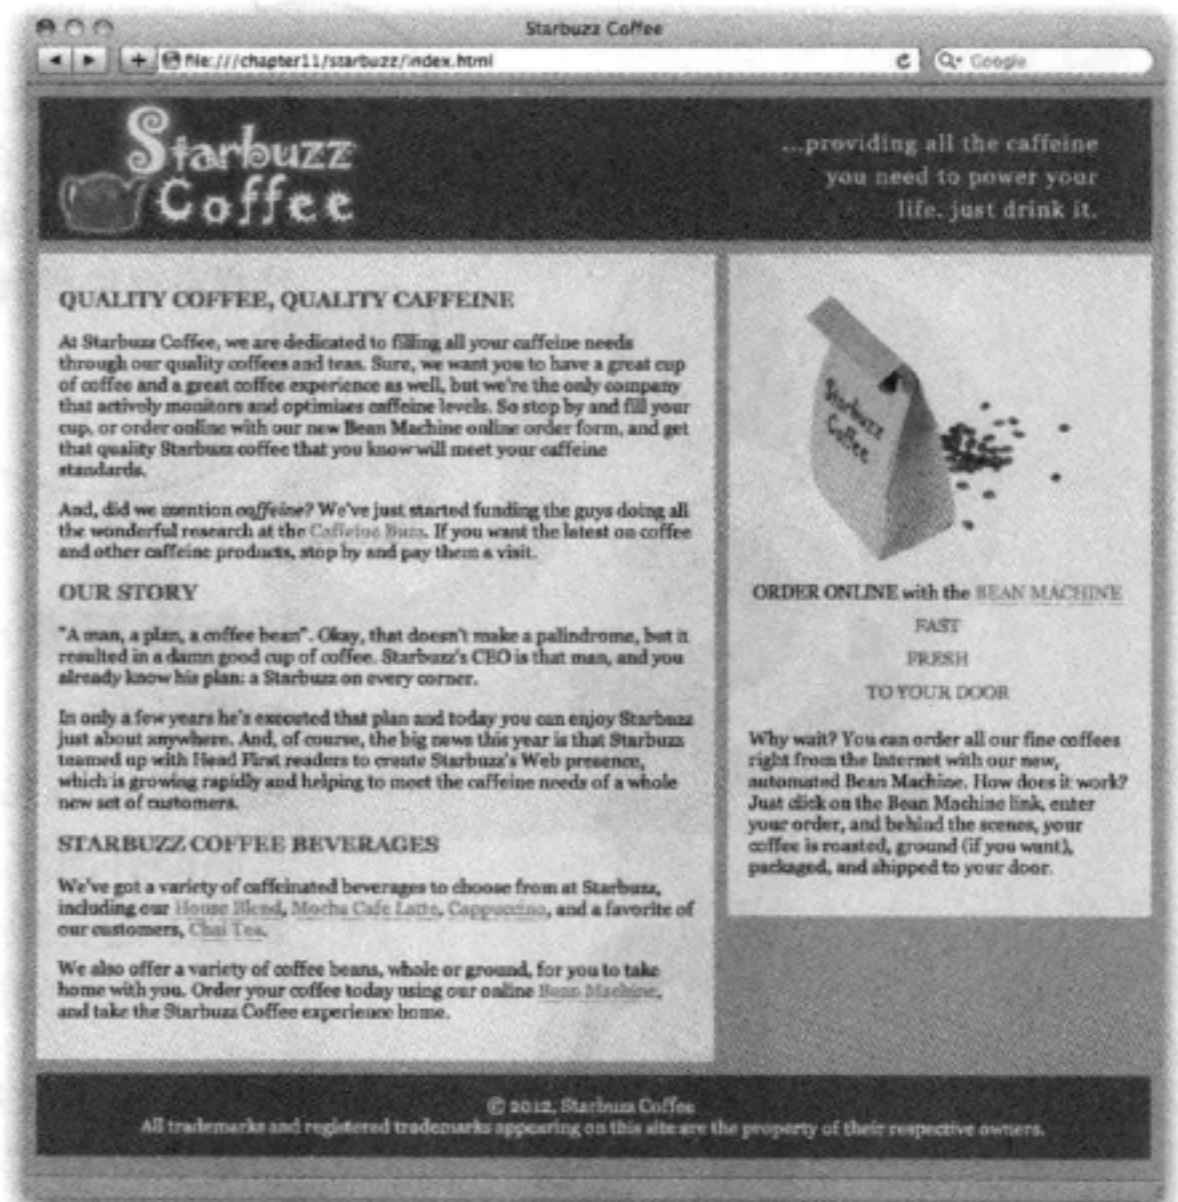 Starbuzz Coffee
file:///chapter11/starbuzz/index.html
Google
Starbuzz
Coffee
...providing all the caffeine
you need to power your
life. just drink it.
QUALITY COFFEE, QUALITY CAFFEINE
At Starbuzz Coffee, we are dedicated to filling all your caffeine needs
through our quality coffees and teas. Sure, we want you to have a great cup
of coffee and a great coffee experience as well, but we're the only company
that actively monitors and optimizes caffeine levels. So stop by and fill your
cup, or order online with our new Bean Machine online order form, and get
that quality Starbuzz coffee that you know will meet your caffeine
standards.
And, did we mention caffeine? We've just started funding the guys doing all
the wonderful research at the Caffeine Buzz. If you want the latest on coffee
and other caffeine products, stop by and pay them a visit.
OUR STORY
"A man, a plan, a coffee bean". Okay, that doesn't make a palindrome, but it
resulted in a damn good cup of coffee. Starbuzz's CEO is that man, and you
already know his plan: a Starbuzz on every corner.
In only a few years he's executed that plan and today you can enjoy Starbuzz
just about anywhere. And, of course, the big news this year is that Starbuzz
teamed up with Head First readers to create Starbuzz's Web presence,
which is growing rapidly and helping to meet the caffeine needs of a whole
new set of customers.
STARBUZZ COFFEE BEVERAGES
We've got a variety of caffeinated beverages to choose from at Starbuzz,
including our House Blend, Mocha Cafe Latte, Cappuccino, and a favorite of
our customers, Chai Tea.
We also offer a variety of coffee beans, whole or ground, for you to take
home with you. Order your coffee today using our online Bean Machine,
and take the Starbuzz Coffee experience home.
Starbuzz
Coffee
ORDER ONLINE with the BEAN MACHINE
FAST
FRESH
TO YOUR DOOR
Why wait? You can order all our fine coffees
right from the Internet with our new,
automated Bean Machine. How does it work?
Just click on the Bean Machine link, enter
your order, and behind the scenes, your
coffee is roasted, ground (if you want),
packaged, and shipped to your door.
© 2012, Starbuzz Coffee
All trademarks and registered trademarks appearing on this site are the property of their respective owners.